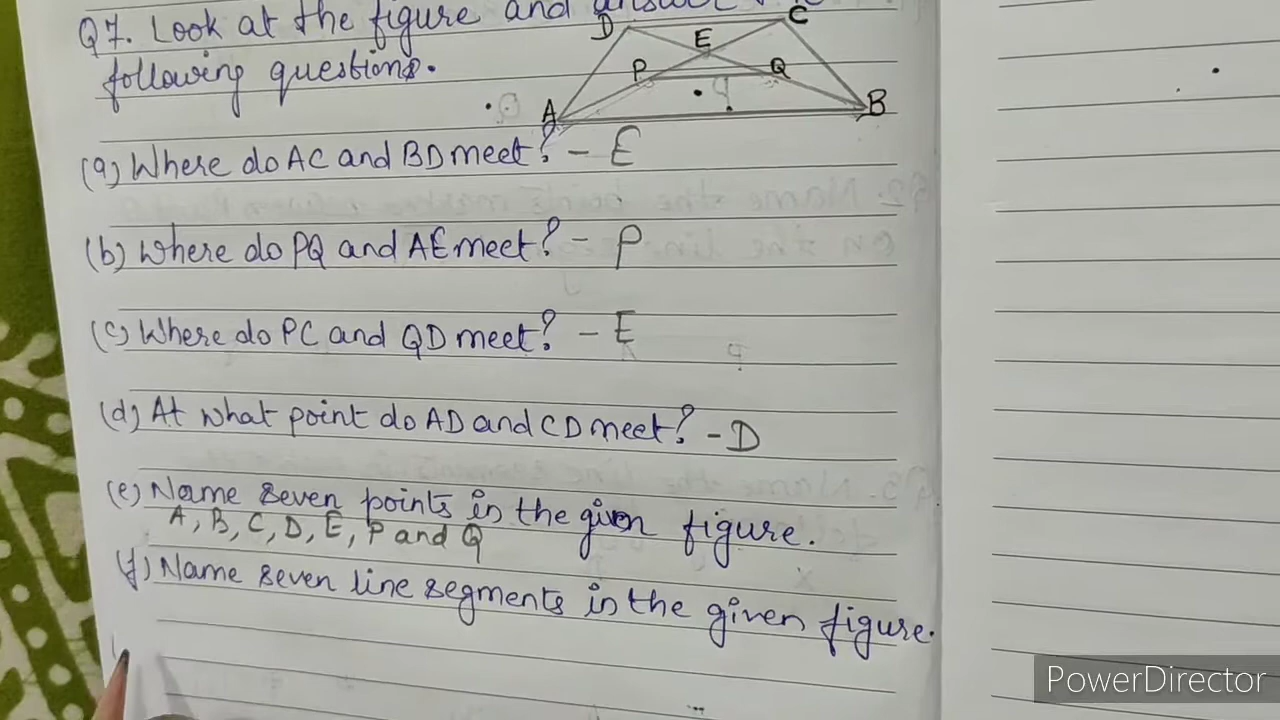 Q7. Look at the figure and answer the
following questions.
D C
E
P Q
A B
(a) Where do AC and BD meet? - E
(b) Where do PQ and AE meet? - P
(c) Where do PC and QD meet? - E
(d) At what point do AD and CD meet? - D
(e) Name seven points in the given figure.
A, B, C, D, E, P and Q
(f) Name seven line segments in the given figure.
PowerDirector